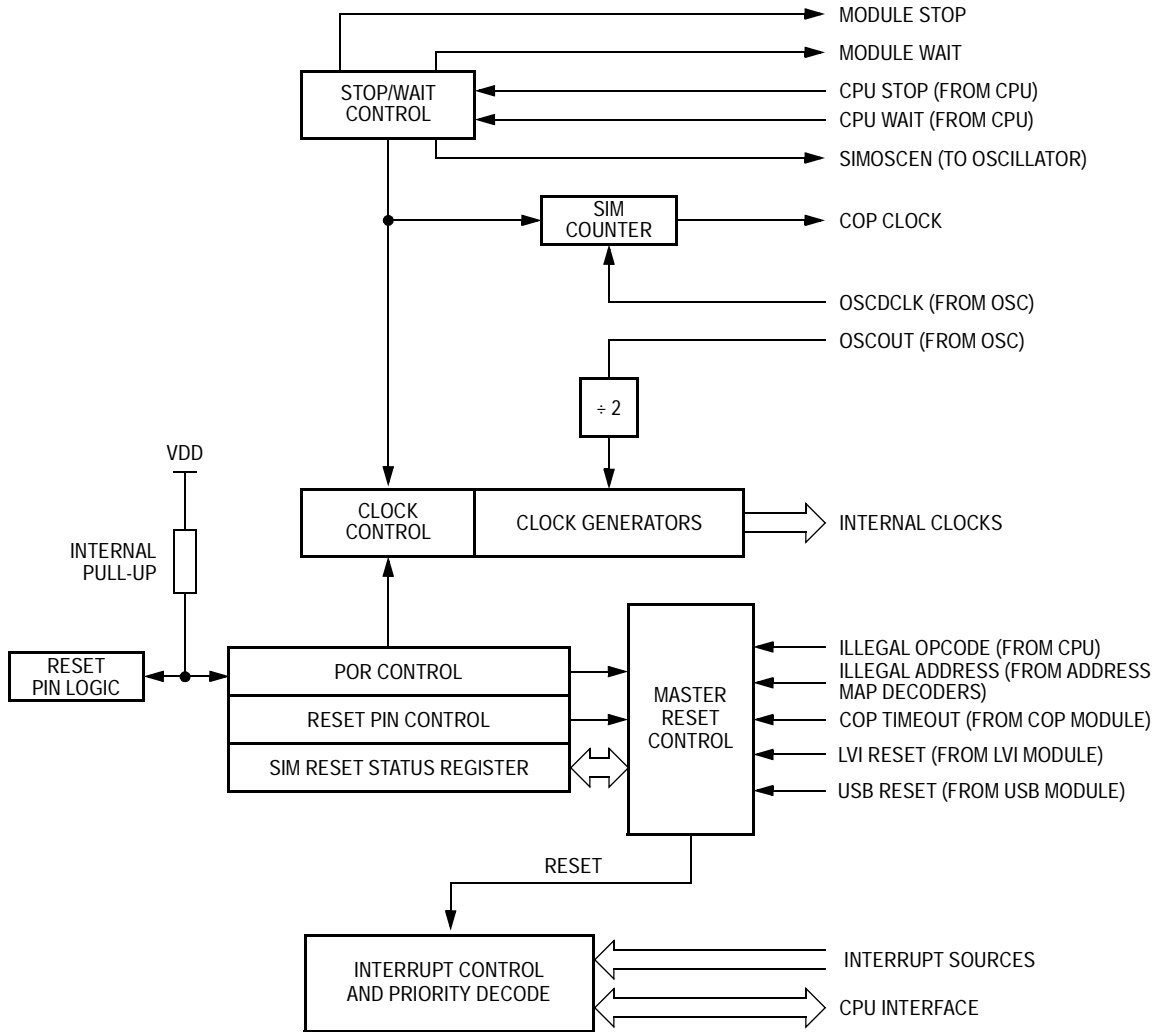 MODULE STOP
MODULE WAIT
STOP/WAIT
CONTROL
CPU STOP (FROM CPU)
CPU WAIT (FROM CPU)
SIMOSCEN (TO OSCILLATOR)
SIM
COUNTER
COP CLOCK
OSCDCLK (FROM OSC)
OSCOUT (FROM OSC)
÷ 2
VDD
INTERNAL
PULL-UP
CLOCK
CONTROL
CLOCK GENERATORS
INTERNAL CLOCKS
RESET
PIN LOGIC
POR CONTROL
RESET PIN CONTROL
SIM RESET STATUS REGISTER
MASTER
RESET
CONTROL
ILLEGAL OPCODE (FROM CPU)
ILLEGAL ADDRESS (FROM ADDRESS
MAP DECODERS)
COP TIMEOUT (FROM COP MODULE)
LVI RESET (FROM LVI MODULE)
USB RESET (FROM USB MODULE)
RESET
INTERRUPT CONTROL
AND PRIORITY DECODE
INTERRUPT SOURCES
CPU INTERFACE